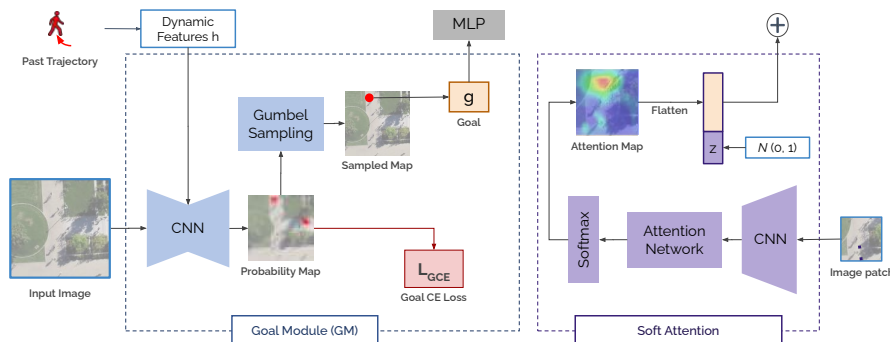 Past Trajectory
Dynamic
Features h
MLP
g
Goal
Gumbel
Sampling
Sampled Map
Input Image
CNN
Probability Map
L_GCE
Goal CE Loss
Goal Module (GM)
Attention Map
Flatten
z
N (0, 1)
Softmax
Attention
Network
CNN
Image patch
Soft Attention